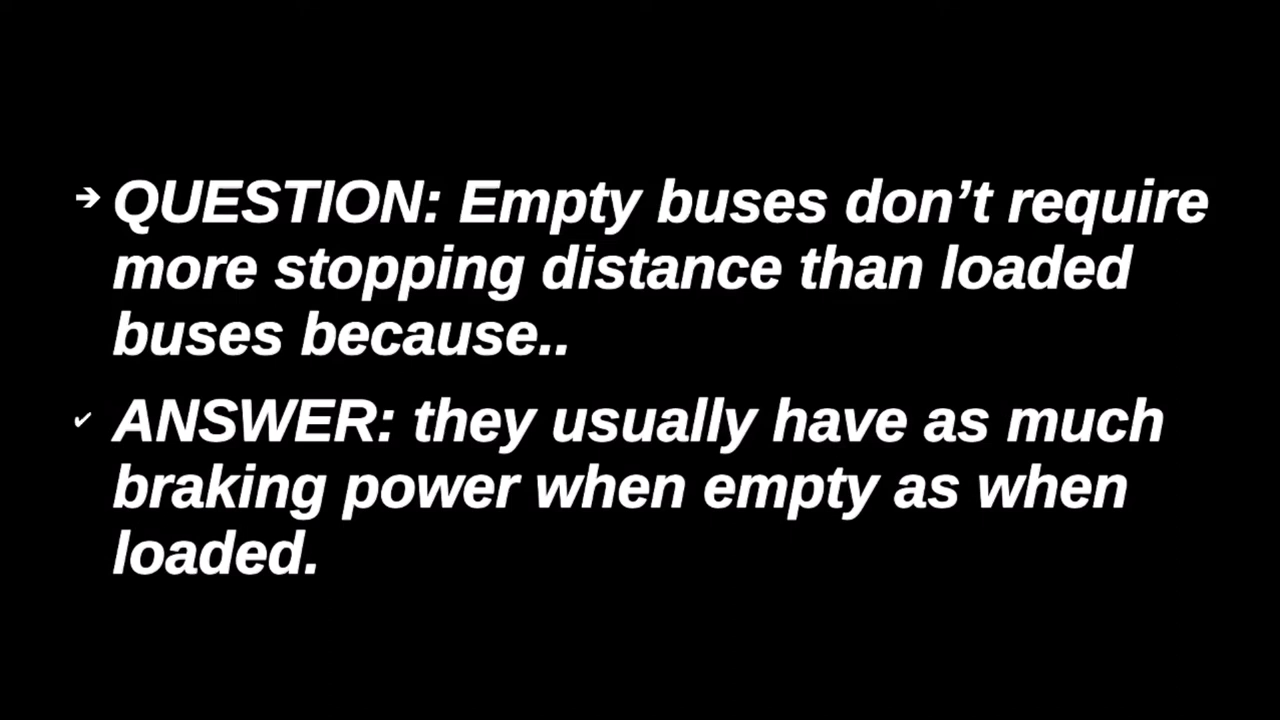 ➔ QUESTION: Empty buses don’t require
more stopping distance than loaded
buses because..
✓ ANSWER: they usually have as much
braking power when empty as when
loaded.